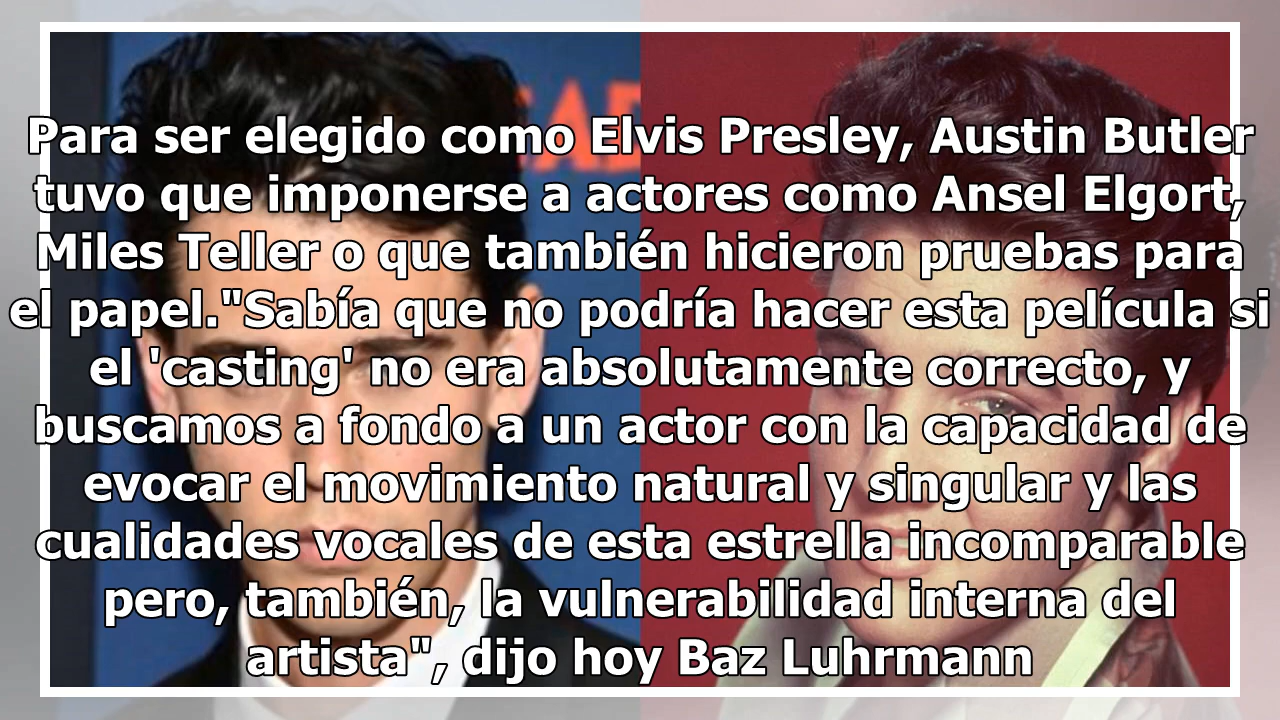 Para ser elegido como Elvis Presley, Austin Butler
tuvo que imponerse a actores como Ansel Elgort,
Miles Teller o que también hicieron pruebas para
el papel."Sabía que no podría hacer esta película si
el 'casting' no era absolutamente correcto, y
buscamos a fondo a un actor con la capacidad de
evocar el movimiento natural y singular y las
cualidades vocales de esta estrella incomparable
pero, también, la vulnerabilidad interna del
artista", dijo hoy Baz Luhrmann